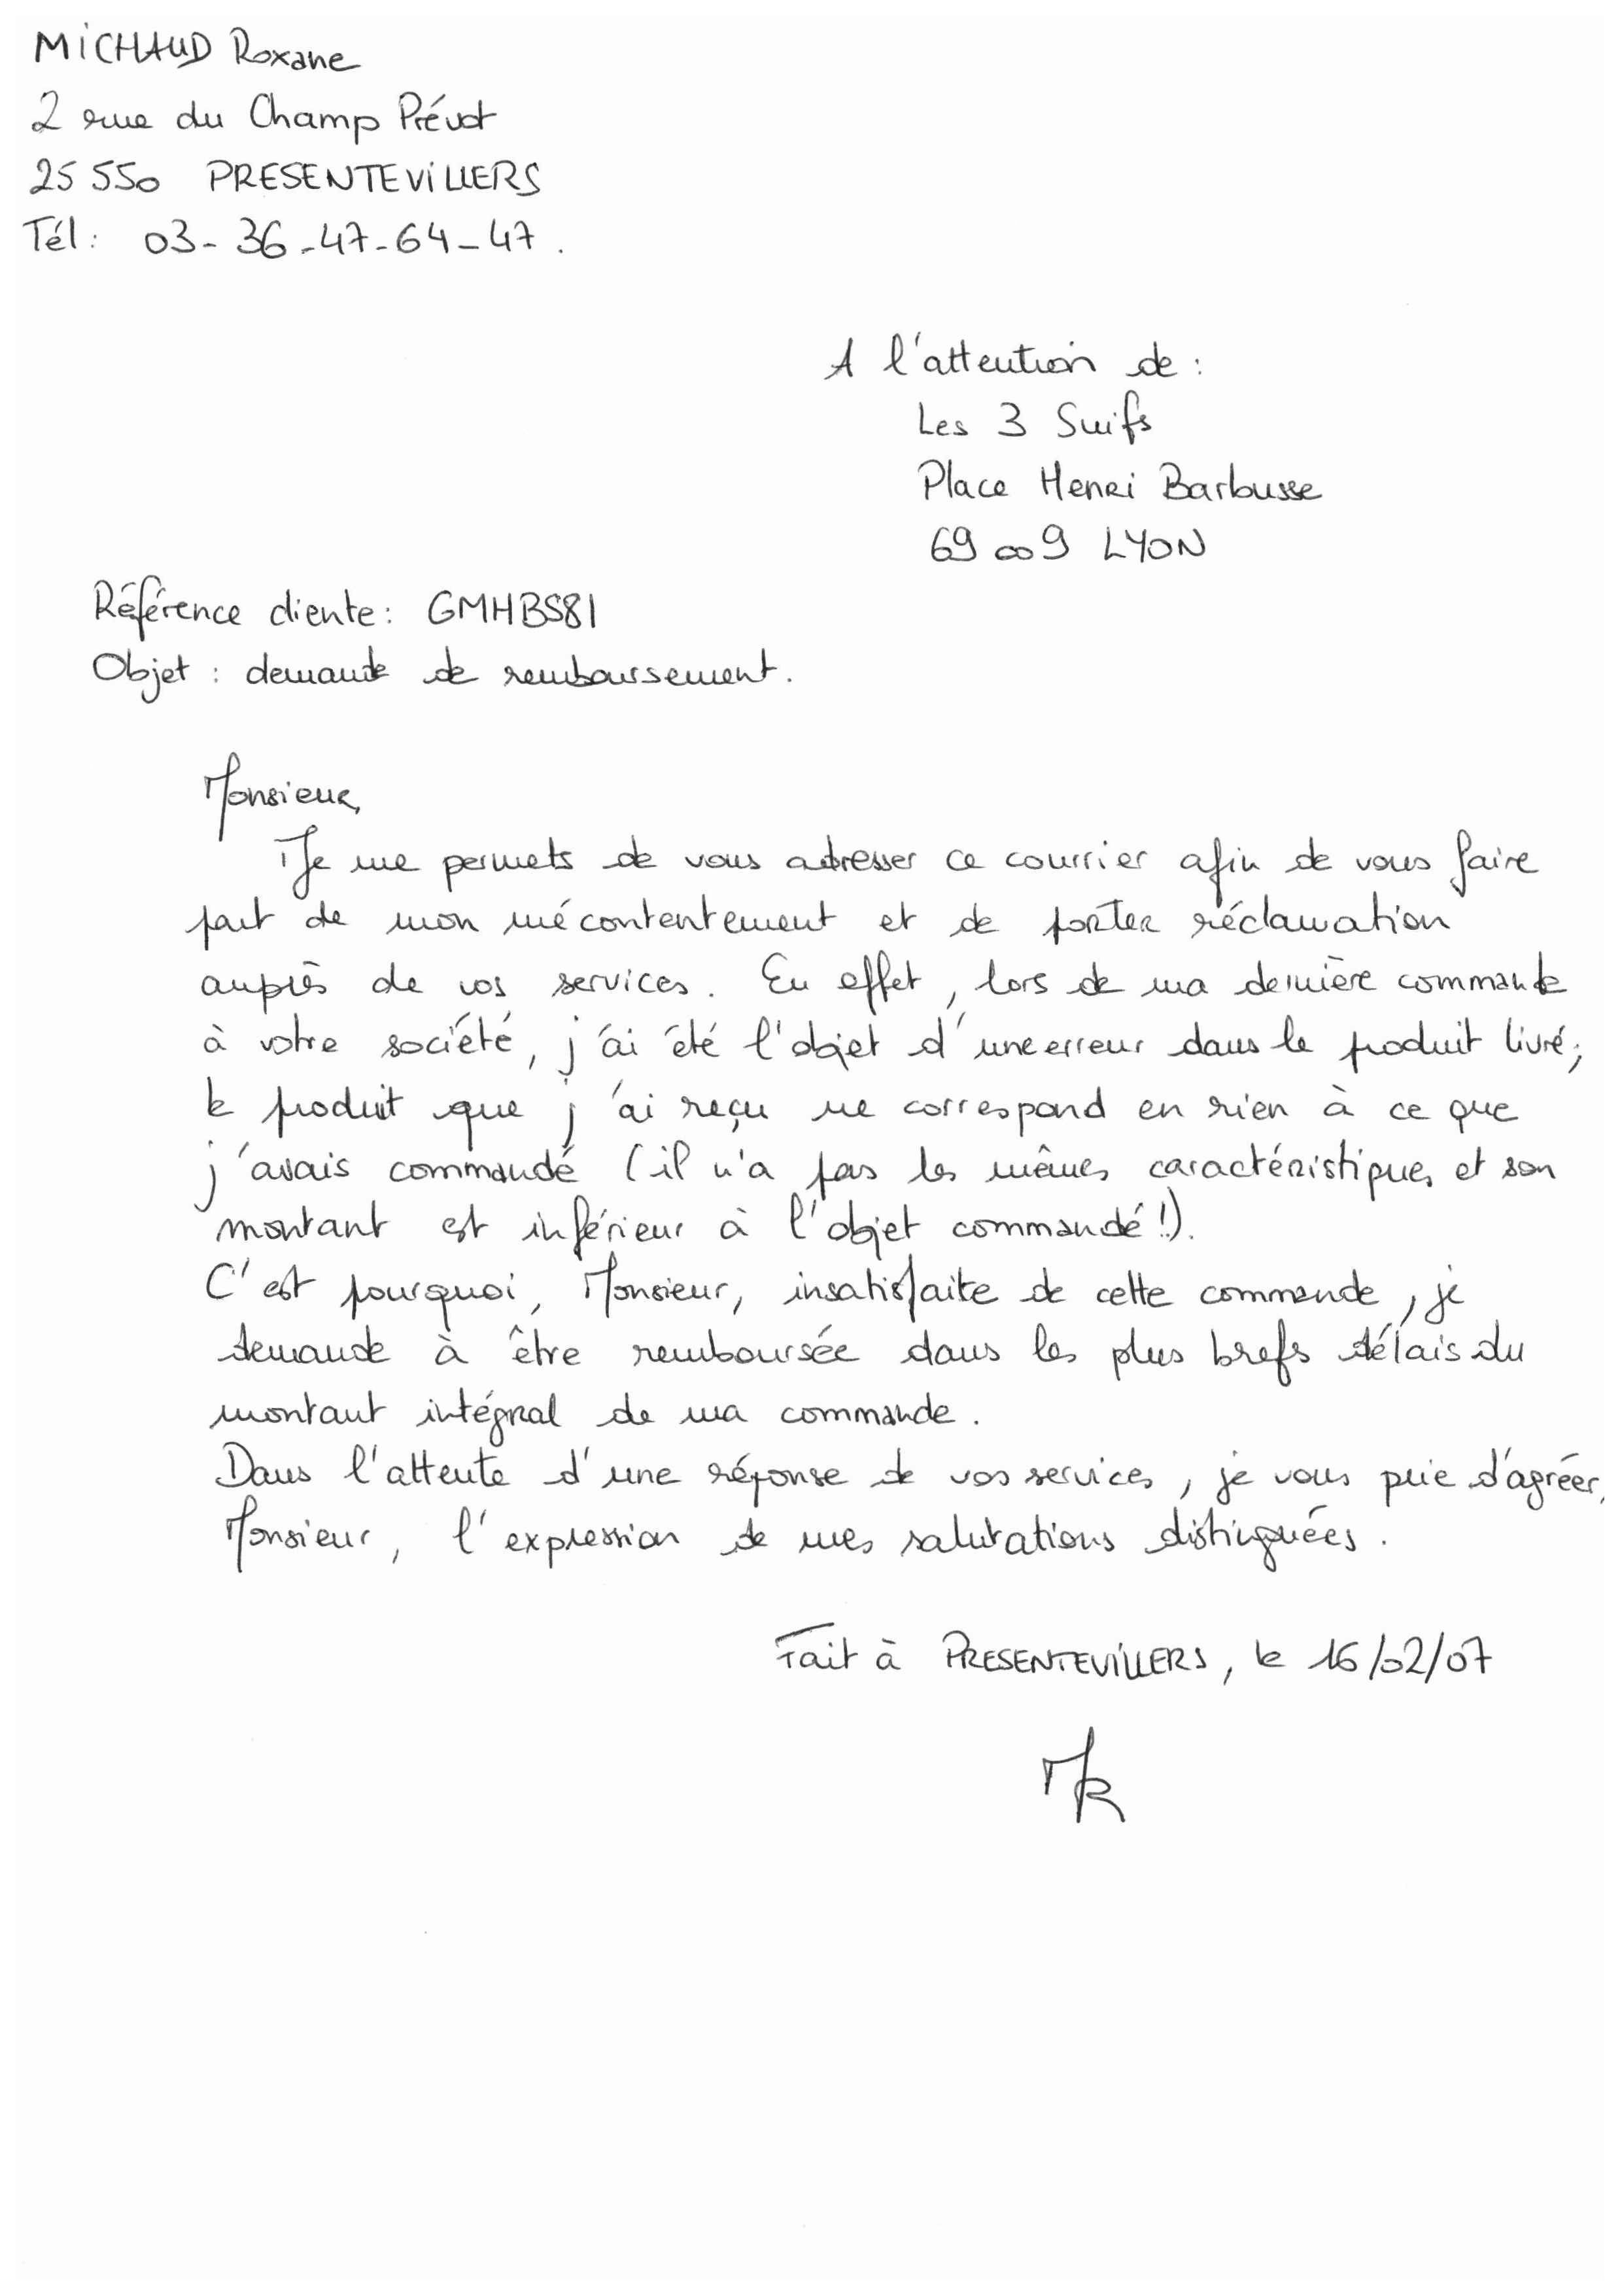 MICHAUD Roxane
2 rue du Champ Prévot
25 550 PRESENTEVILLERS
Tél : 03-36-47-64-47.
A l'attention de :
Les 3 Suifs
Place Henri Barbusse
69 009 LYON
Référence cliente : GMHBS81
Objet : demande de remboursement.
Monsieur,
Je me permets de vous adresser ce courrier afin de vous faire
part de mon mécontentement et de porter réclamation
auprès de vos services. En effet, lors de ma dernière commande
à votre société, j'ai été l'objet d'une erreur dans le produit livré ;
le produit que j'ai reçu ne correspond en rien à ce que
j'avais commandé (il n'a pas les mêmes caractéristiques et son
montant est inférieur à l'objet commandé !!).
C'est pourquoi, Monsieur, insatisfaite de cette commande, je
demande à être remboursée dans les plus brefs délais du
montant intégral de ma commande.
Dans l'attente d'une réponse de vos services, je vous prie d'agréer,
Monsieur, l'expression de mes salutations distinguées.
Fait à PRESENTEVILLERS, le 16/02/07
MR